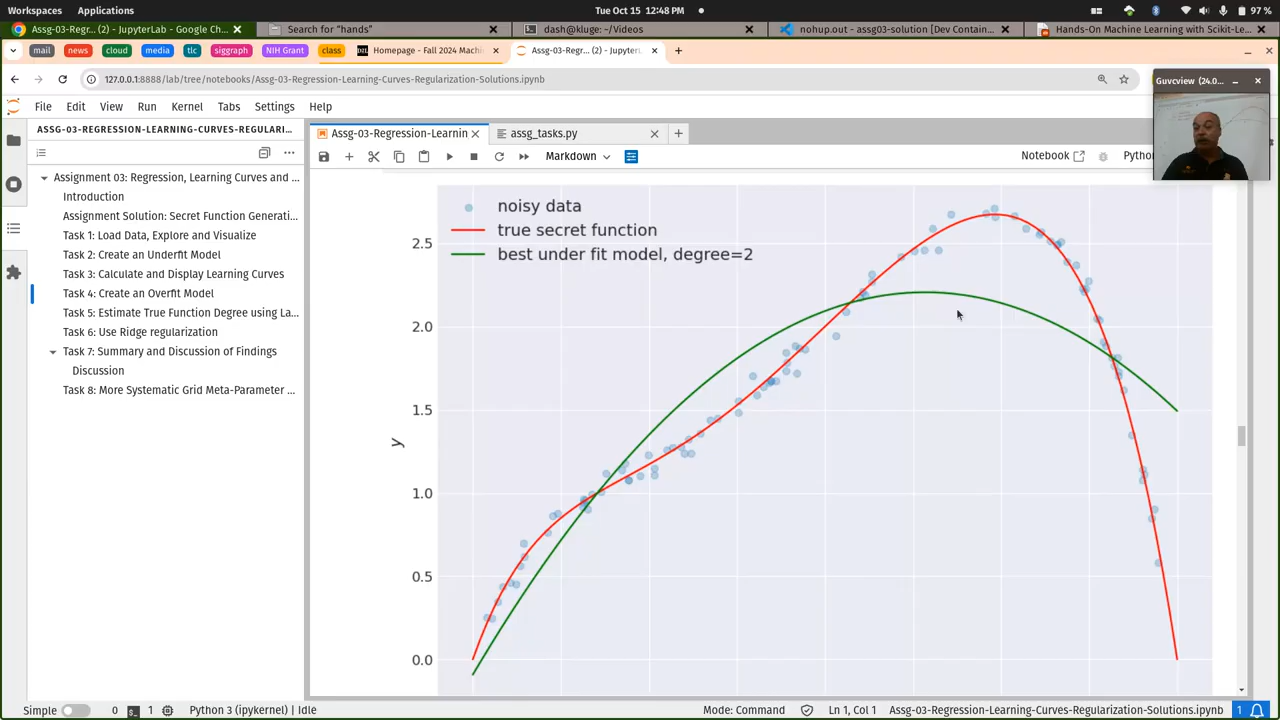 Workspaces Applications Tue Oct 15 12:48 PM 97 %
Assg-03-Regr... (2) - JupyterLab - Google Ch... Search for “hands” dash@kluge: ~/Videos nohup.out - assg03-solution [Dev Contain... Hands-On Machine Learning with Scikit-Le...
mail news cloud media tlc siggraph NIH Grant class Homepage - Fall 2024 Machi Assg-03-Regr... (2) - JupyterL
127.0.0.1:8888/lab/tree/notebooks/Assg-03-Regression-Learning-Curves-Regularization-Solutions.ipynb
Guvcview (24.0...
File Edit View Run Kernel Tabs Settings Help
ASSG-03-REGRESSION-LEARNING-CURVES-REGULARI...
Assg-03-Regression-Learnin assg_tasks.py
Markdown Notebook Python
Assignment 03: Regression, Learning Curves and ...
Introduction
Assignment Solution: Secret Function Generati...
Task 1: Load Data, Explore and Visualize
Task 2: Create an Underfit Model
Task 3: Calculate and Display Learning Curves
Task 4: Create an Overfit Model
Task 5: Estimate True Function Degree using La...
Task 6: Use Ridge regularization
Task 7: Summary and Discussion of Findings
Discussion
Task 8: More Systematic Grid Meta-Parameter ...
noisy data
true secret function
best under fit model, degree=2
2.5
2.0
1.5
y
1.0
0.5
0.0
Simple 0 1 Python 3 (ipykernel) | Idle Mode: Command Ln 1, Col 1 Assg-03-Regression-Learning-Curves-Regularization-Solutions.ipynb 1